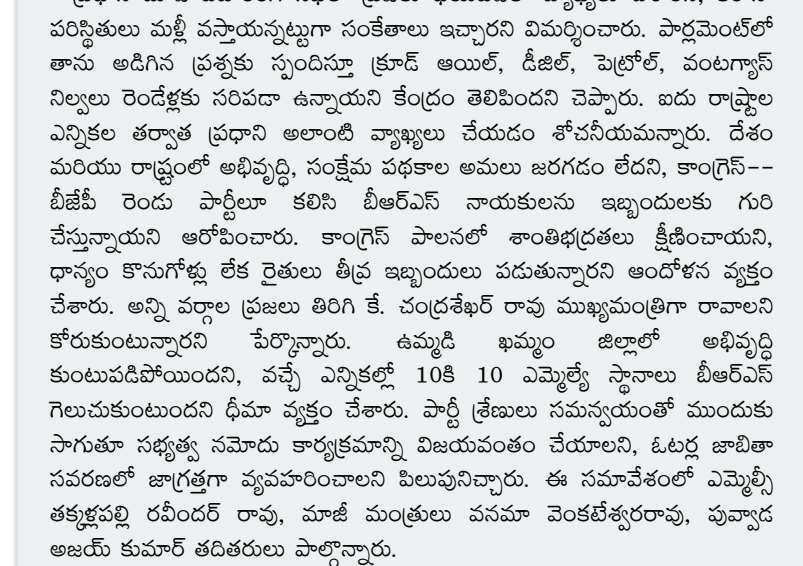 పరిస్థితులు మళ్లీ వస్తాయన్నట్టుగా సంకేతాలు ఇచ్చారని విమర్శించారు. పార్లమెంట్‌లో
తాను అడిగిన ప్రశ్నకు స్పందిస్తూ క్రూడ్ ఆయిల్, డీజిల్, పెట్రోల్, వంటగ్యాస్
నిల్వలు రెండేళ్లకు సరిపడా ఉన్నాయని కేంద్రం తెలిపిందని చెప్పారు. ఐదు రాష్ట్రాల
ఎన్నికల తర్వాత ప్రధాని అలాంటి వ్యాఖ్యలు చేయడం శోచనీయమన్నారు. దేశం
మరియు రాష్ట్రంలో అభివృద్ధి, సంక్షేమ పథకాల అమలు జరగడం లేదని, కాంగ్రెస్--
బీజేపీ రెండు పార్టీలూ కలిసి బీఆర్ఎస్ నాయకులను ఇబ్బందులకు గురి
చేస్తున్నాయని ఆరోపించారు. కాంగ్రెస్ పాలనలో శాంతిభద్రతలు క్షీణించాయని,
ధాన్యం కొనుగోళ్లు లేక రైతులు తీవ్ర ఇబ్బందులు పడుతున్నారని ఆందోళన వ్యక్తం
చేశారు. అన్ని వర్గాల ప్రజలు తిరిగి కే. చంద్రశేఖర్ రావు ముఖ్యమంత్రిగా రావాలని
కోరుకుంటున్నారని పేర్కొన్నారు. ఉమ్మడి ఖమ్మం జిల్లాలో అభివృద్ధి
కుంటుపడిపోయిందని, వచ్చే ఎన్నికల్లో 10కి 10 ఎమ్మెల్యే స్థానాలు బీఆర్ఎస్
గెలుచుకుంటుందని ధీమా వ్యక్తం చేశారు. పార్టీ శ్రేణులు సమన్వయంతో ముందుకు
సాగుతూ సభ్యత్వ నమోదు కార్యక్రమాన్ని విజయవంతం చేయాలని, ఓటర్ల జాబితా
సవరణలో జాగ్రత్తగా వ్యవహరించాలని పిలుపునిచ్చారు. ఈ సమావేశంలో ఎమ్మెల్సీ
తక్కళ్లపల్లి రవీందర్ రావు, మాజీ మంత్రులు వనమా వెంకటేశ్వరరావు, పువ్వాడ
అజయ్ కుమార్ తదితరులు పాల్గొన్నారు.